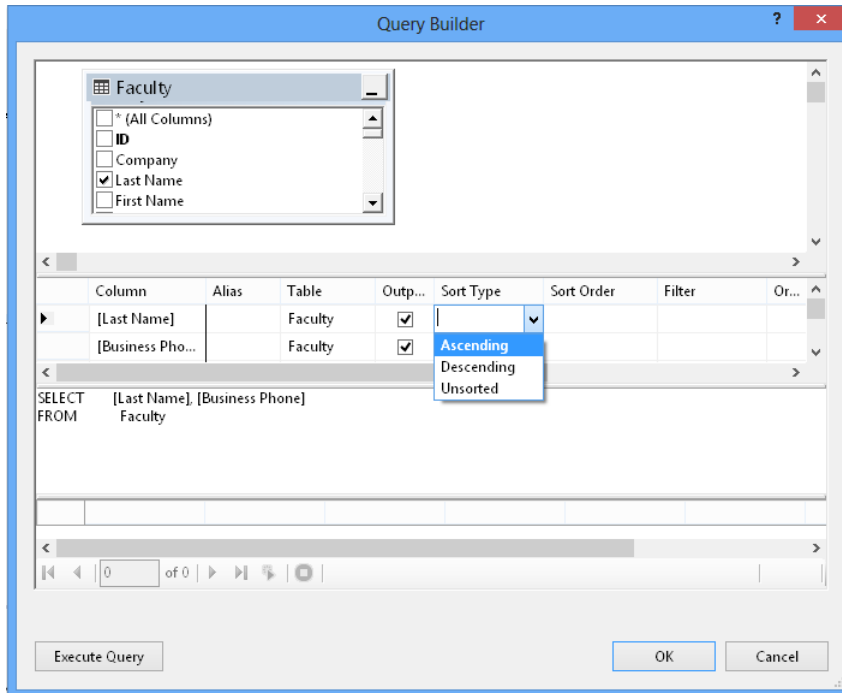 Query Builder ?
Faculty
* (All Columns)
ID
Company
Last Name
First Name
Column Alias Table Outp... Sort Type Sort Order Filter Or...
[Last Name] Faculty
[Business Pho... Faculty Ascending
Descending
Unsorted
SELECT [Last Name], [Business Phone]
FROM Faculty
0 of 0
Execute Query OK Cancel